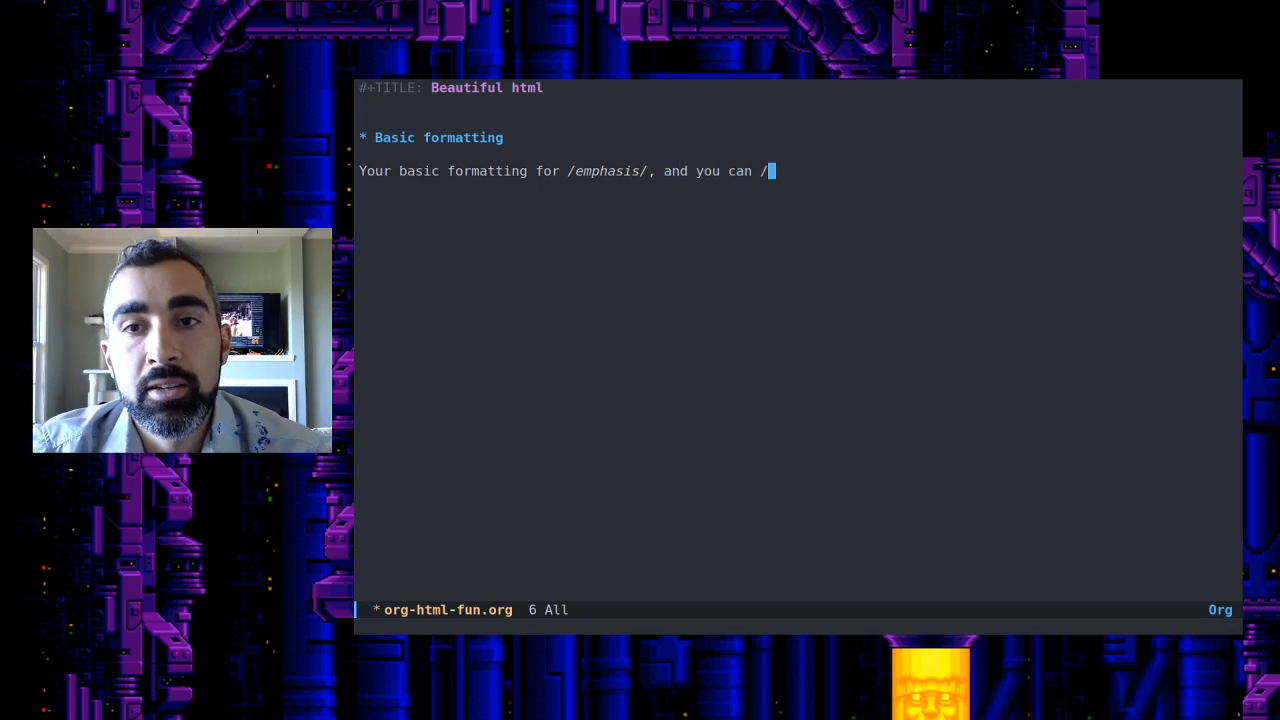 #+TITLE: Beautiful html
* Basic formatting
Your basic formatting for /emphasis/, and you can /
* org-html-fun.org 6 All Org